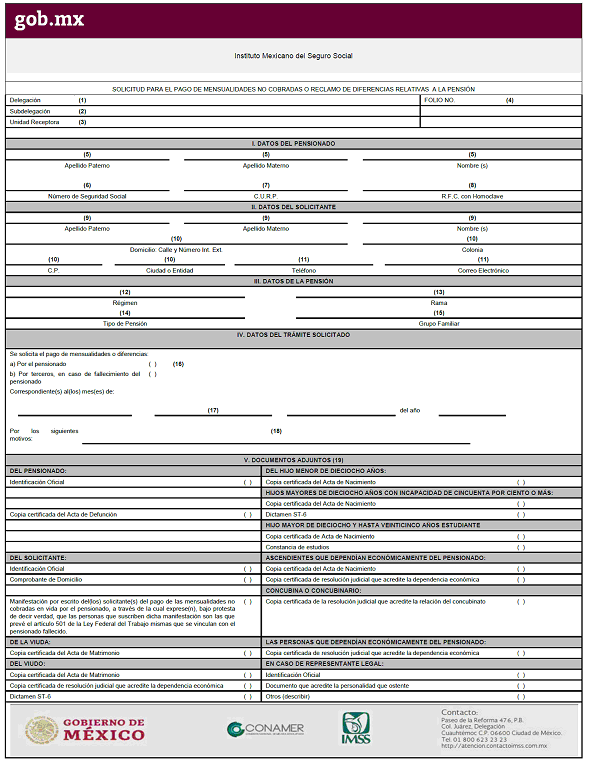 gob.mx
Instituto Mexicano del Seguro Social
SOLICITUD PARA EL PAGO DE MENSUALIDADES NO COBRADAS O RECLAMO DE DIFERENCIAS RELATIVAS A LA PENSIÓN
Delegación (1) FOLIO NO. (4)
Subdelegación (2)
Unidad Receptora (3)
I. DATOS DEL PENSIONADO
(5) (5) (5)
Apellido Paterno Apellido Materno Nombre (s)
(6) (7) (8)
Número de Seguridad Social C.U.R.P. R.F.C. con Homoclave
II. DATOS DEL SOLICITANTE
(9) (9) (9)
Apellido Paterno Apellido Materno Nombre (s)
(10) (10)
Domicilio: Calle y Número Int. Ext. Colonia
(10) (10) (11) (11)
C.P. Ciudad o Entidad Teléfono Correo Electrónico
III. DATOS DE LA PENSIÓN
(12) (13)
Régimen Rama
(14) (15)
Tipo de Pensión Grupo Familiar
IV. DATOS DEL TRÁMITE SOLICITADO
Se solicita el pago de mensualidades o diferencias:
a) Por el pensionado ( ) (16)
b) Por terceros, en caso de fallecimiento del ( )
pensionado
Correspondiente(s) al(los) mes(es) de:
(17) del año
Por los siguientes (18)
motivos:
V. DOCUMENTOS ADJUNTOS (19)
DEL PENSIONADO: DEL HIJO MENOR DE DIECIOCHO AÑOS:
Identificación Oficial ( ) Copia certificada del Acta de Nacimiento ( )
HIJOS MAYORES DE DIECIOCHO AÑOS CON INCAPACIDAD DE CINCUENTA POR CIENTO O MÁS:
Copia certificada del Acta de Nacimiento ( )
Copia certificada del Acta de Defunción ( ) Dictamen ST-6 ( )
HIJO MAYOR DE DIECIOCHO Y HASTA VEINTICINCO AÑOS ESTUDIANTE
Copia certificada de Acta de Nacimiento ( )
Constancia de estudios ( )
DEL SOLICITANTE: ASCENDIENTES QUE DEPENDÍAN ECONÓMICAMENTE DEL PENSIONADO:
Identificación Oficial ( ) Copia certificada del Acta de Nacimiento ( )
Comprobante de Domicilio ( ) Copia certificada de resolución judicial que acredite la dependencia económica ( )
CONCUBINA O CONCUBINARIO:
Manifestación por escrito del(los) solicitante(s) del pago de las mensualidades no ( ) Copia certificada de la resolución judicial que acredite la relación del concubinato ( )
cobradas en vida por el pensionado, a través de la cual exprese(n), bajo protesta
de decir verdad, que las personas que suscriben dicha manifestación son las que
prevé el artículo 501 de la Ley Federal del Trabajo mismas que se vinculan con el
pensionado fallecido.
DE LA VIUDA: LAS PERSONAS QUE DEPENDÍAN ECONÓMICAMENTE DEL PENSIONADO:
Copia certificada del Acta de Matrimonio ( ) Copia certificada de resolución judicial que acredite la dependencia económica ( )
DEL VIUDO: EN CASO DE REPRESENTANTE LEGAL:
Copia certificada del Acta de Matrimonio ( ) Identificación Oficial ( )
Copia certificada de resolución judicial que acredite la dependencia económica ( ) Documento que acredite la personalidad que ostente ( )
Dictamen ST-6 ( ) Otros (describir) ( )
GOBIERNO DE
MÉXICO
CONAMER
IMSS
Contacto:
Paseo de la Reforma 476, P.B.
Col. Juárez, Delegación
Cuauhtémoc C.P. 06600 Ciudad de México.
Tel. 01 800 623 23 23
http://atencion.contactoimss.com.mx